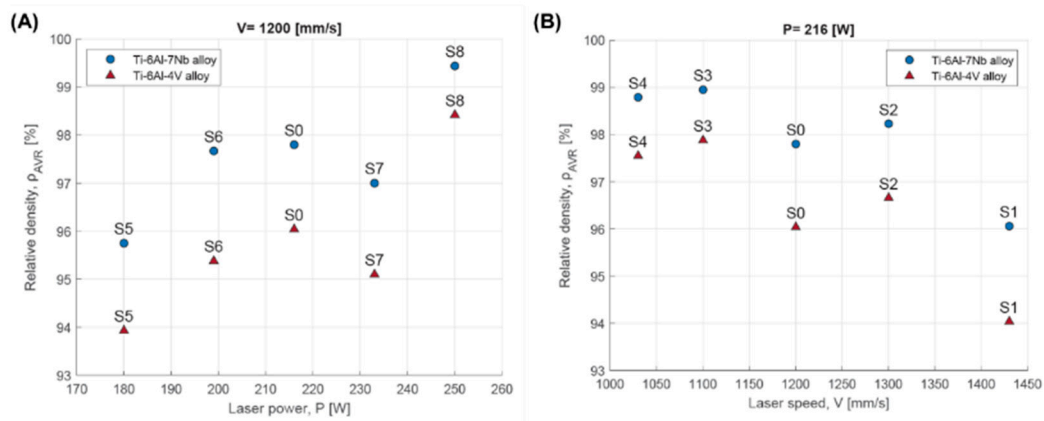 (A)
V= 1200 [mm/s]
Relative density, ρAVR [%]
100
99
98
97
96
95
94
93
Ti-6Al-7Nb alloy
Ti-6Al-4V alloy
S8
S8
S6
S0
S7
S5
S6
S0
S7
S5
170 180 190 200 210 220 230 240 250 260
Laser power, P [W]
(B)
P= 216 [W]
Relative density, ρAVR [%]
100
99
98
97
96
95
94
93
Ti-6Al-7Nb alloy
Ti-6Al-4V alloy
S4
S3
S4
S3
S0
S2
S0
S2
S1
S1
1000 1050 1100 1150 1200 1250 1300 1350 1400 1450
Laser speed, V [mm/s]